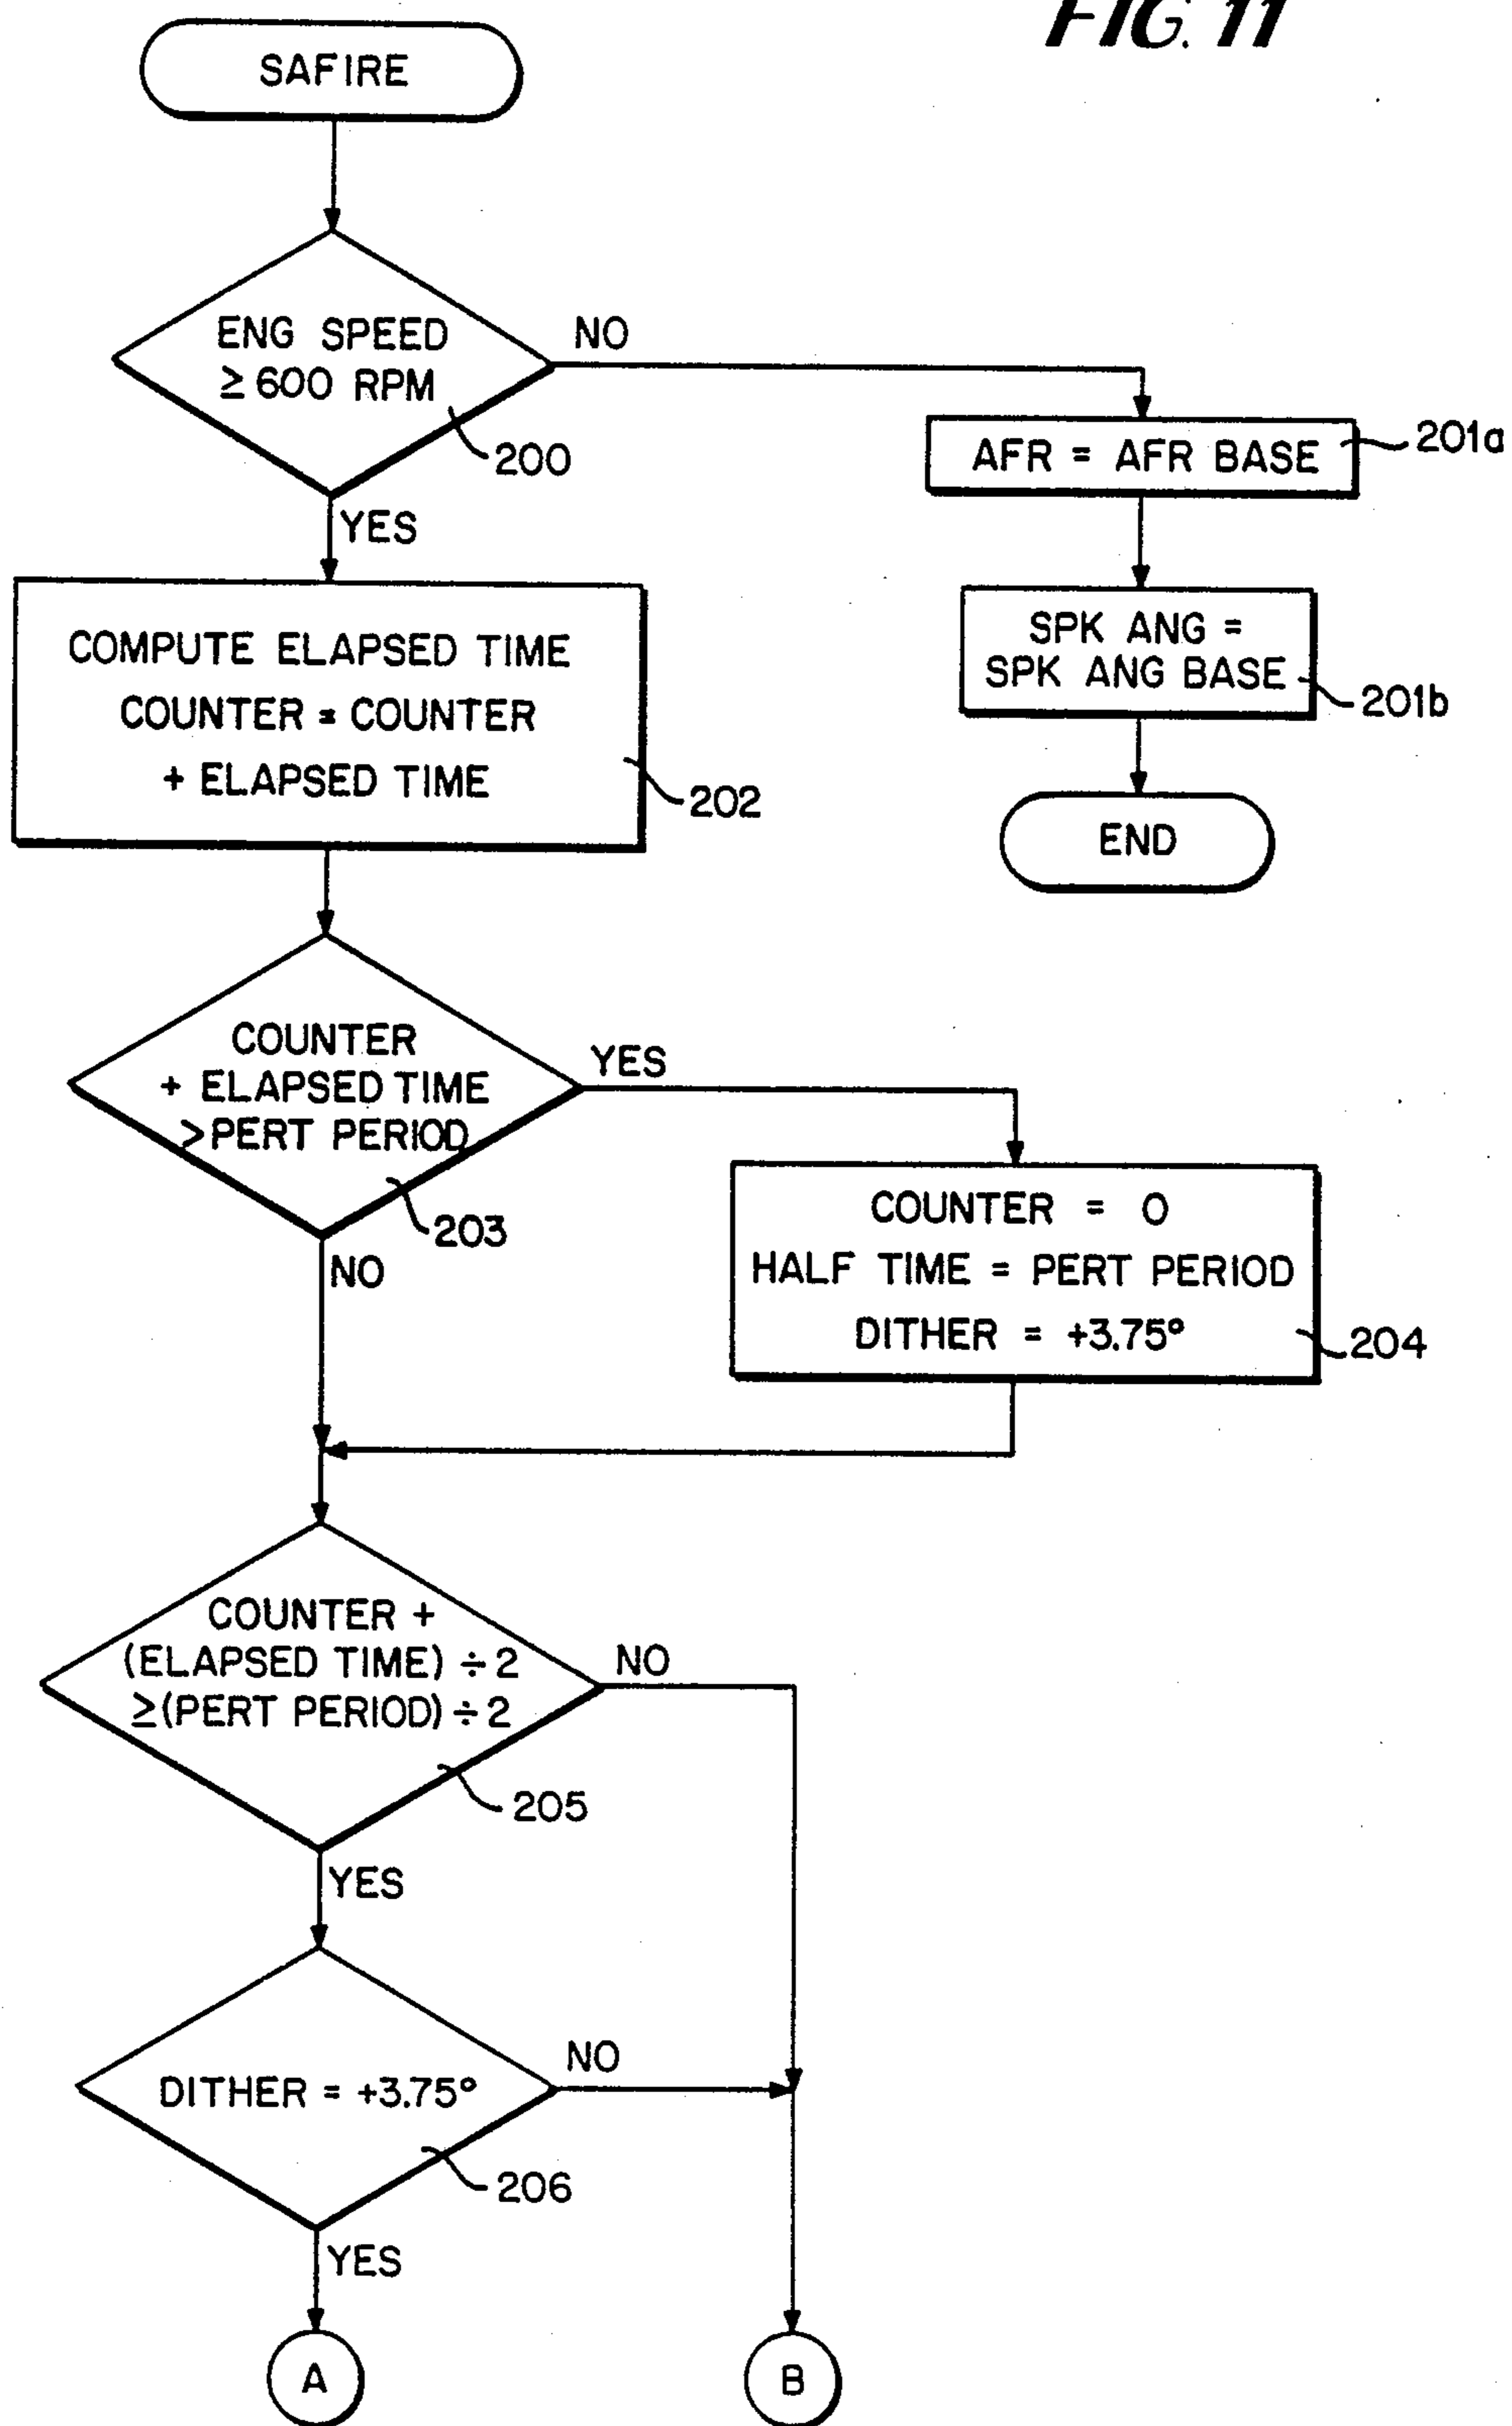 FIG. 11
SAFIRE
ENG SPEED
≥ 600 RPM
200
NO
YES
AFR = AFR BASE
201a
SPK ANG =
SPK ANG BASE
201b
END
COMPUTE ELAPSED TIME
COUNTER = COUNTER
+ ELAPSED TIME
202
COUNTER
+ ELAPSED TIME
>PERT PERIOD
203
YES
NO
COUNTER = 0
HALF TIME = PERT PERIOD
DITHER = +3.75°
204
COUNTER +
(ELAPSED TIME) ÷ 2
≥(PERT PERIOD) ÷ 2
205
NO
YES
DITHER = +3.75°
206
NO
YES
A
B